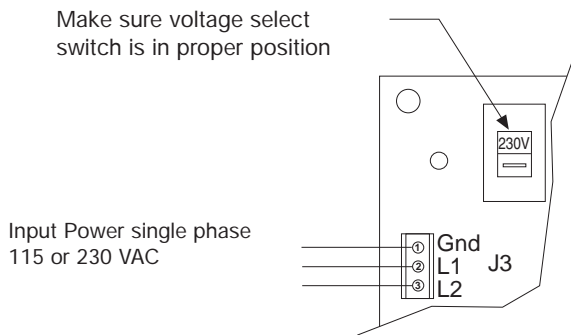 Make sure voltage select
switch is in proper position
230V
Input Power single phase
115 or 230 VAC
1 Gnd
2 L1 J3
3 L2